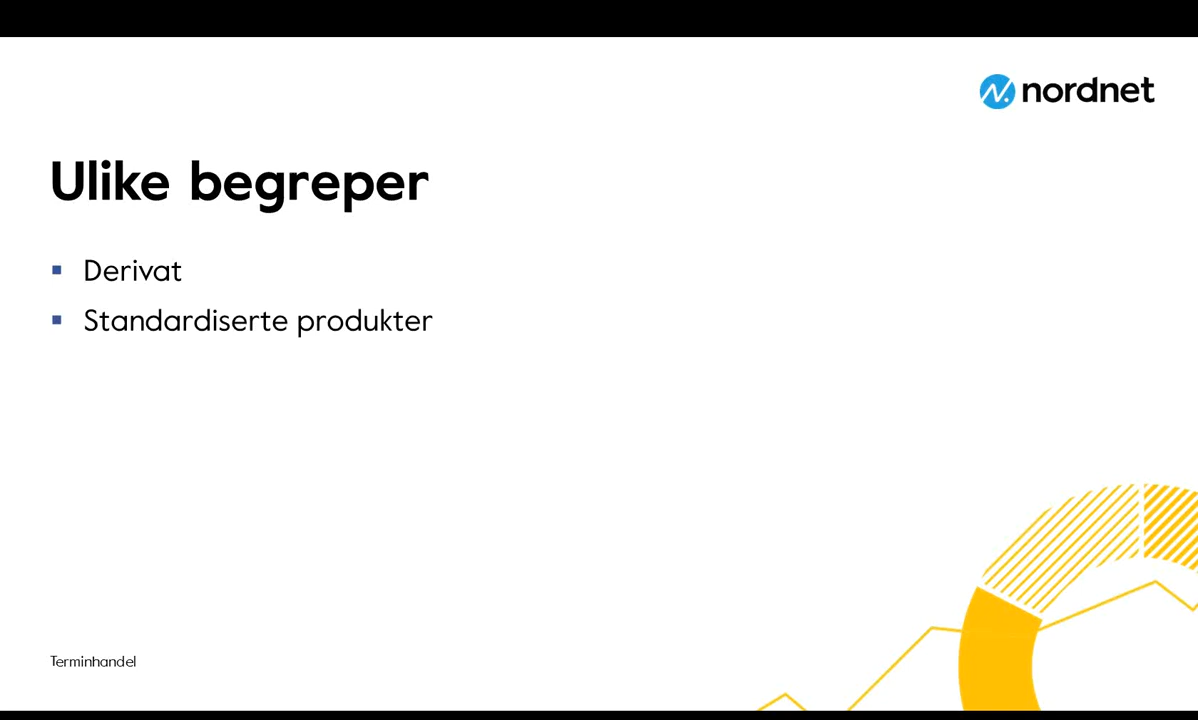 nordnet
Ulike begreper
Derivat
Standardiserte produkter
Terminhandel